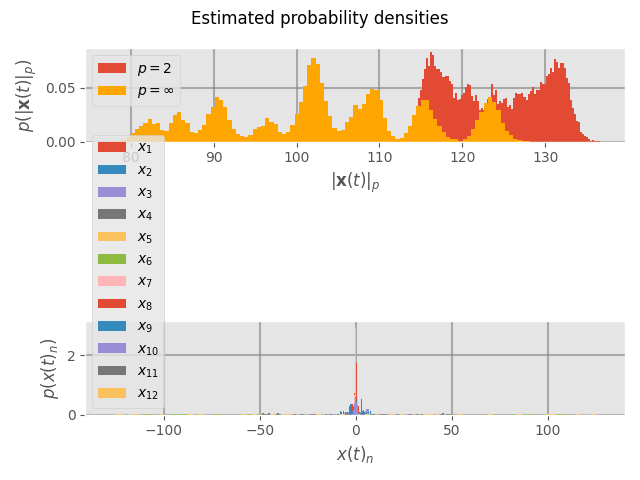 Estimated probability densities
p(|x(t)|_p)
0.05
0.00
p = 2
p = ∞
80 90 100 110 120 130
|x(t)|_p
x_1
x_2
x_3
x_4
x_5
x_6
x_7
x_8
x_9
x_10
x_11
x_12
p(x(t)_n)
2
0
−100 −50 0 50 100
x(t)_n